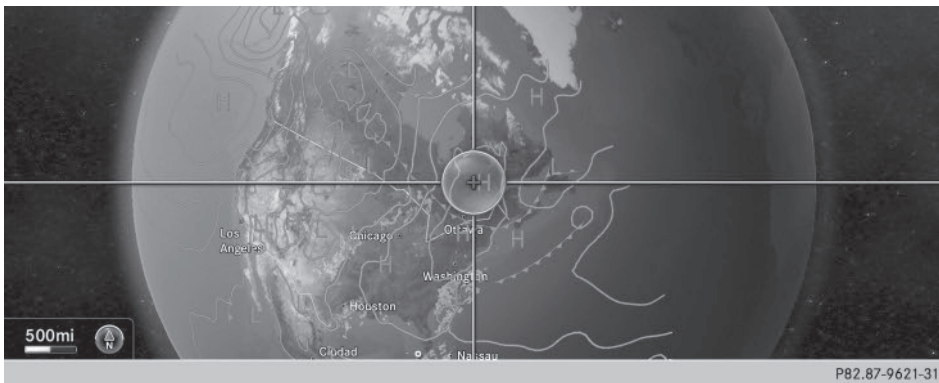 L
H
L
H
L
L
+H
L
Los
Angeles
Chicago
Ottawa
H
H
H
L
H
Washington
Houston
L
500mi
N
Ciudad
Nassau
P82.87-9621-31